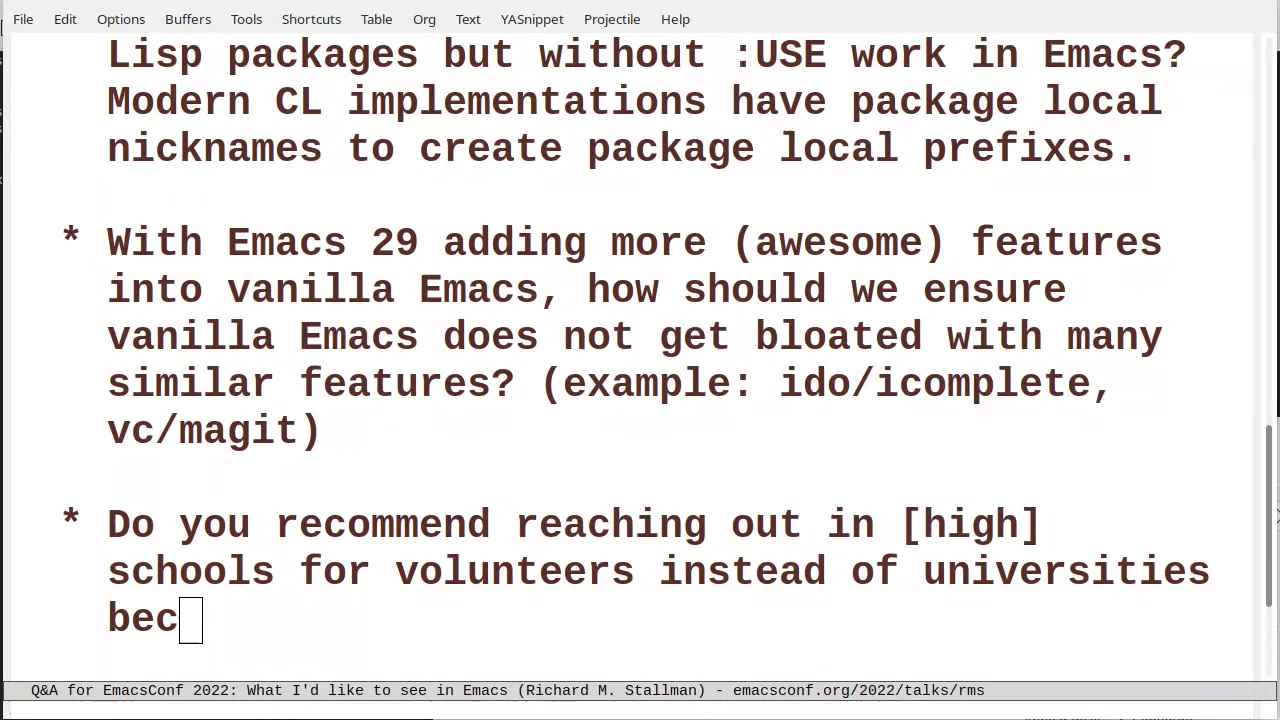 File Edit Options Buffers Tools Shortcuts Table Org Text YASnippet Projectile Help
Lisp packages but without :USE work in Emacs?
Modern CL implementations have package local
nicknames to create package local prefixes.
* With Emacs 29 adding more (awesome) features
into vanilla Emacs, how should we ensure
vanilla Emacs does not get bloated with many
similar features? (example: ido/icomplete,
vc/magit)
* Do you recommend reaching out in [high]
schools for volunteers instead of universities
bec
Q&A for EmacsConf 2022: What I'd like to see in Emacs (Richard M. Stallman) - emacsconf.org/2022/talks/rms